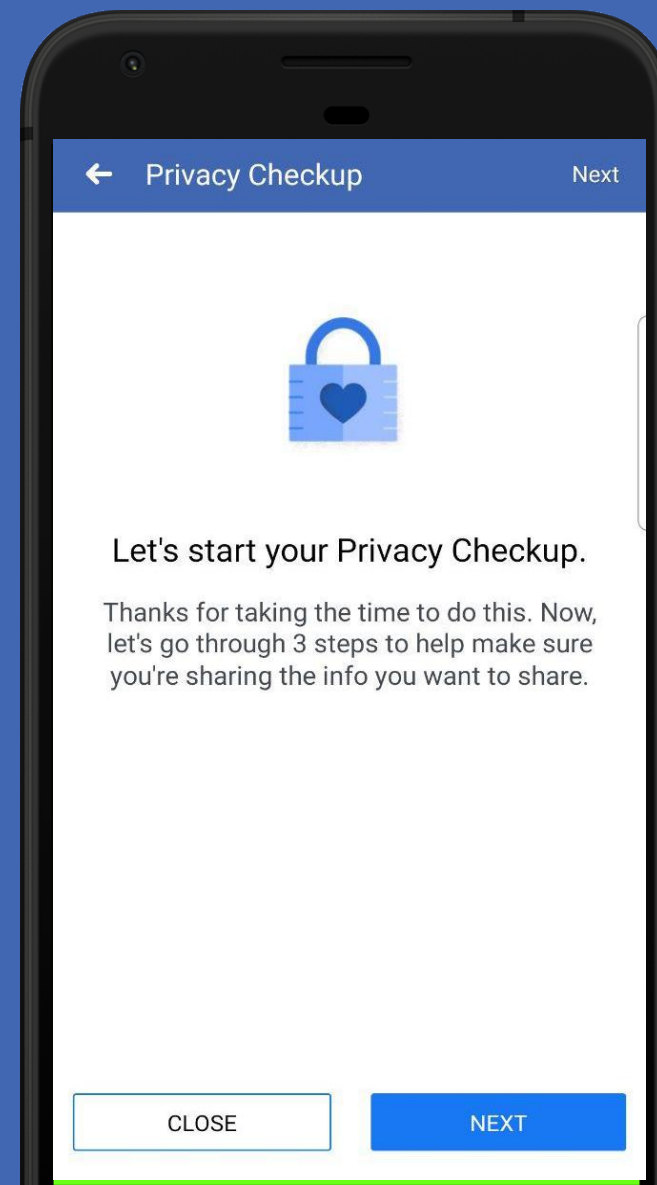 Privacy Checkup
Next
Let's start your Privacy Checkup.
Thanks for taking the time to do this. Now,
let's go through 3 steps to help make sure
you're sharing the info you want to share.
CLOSE
NEXT